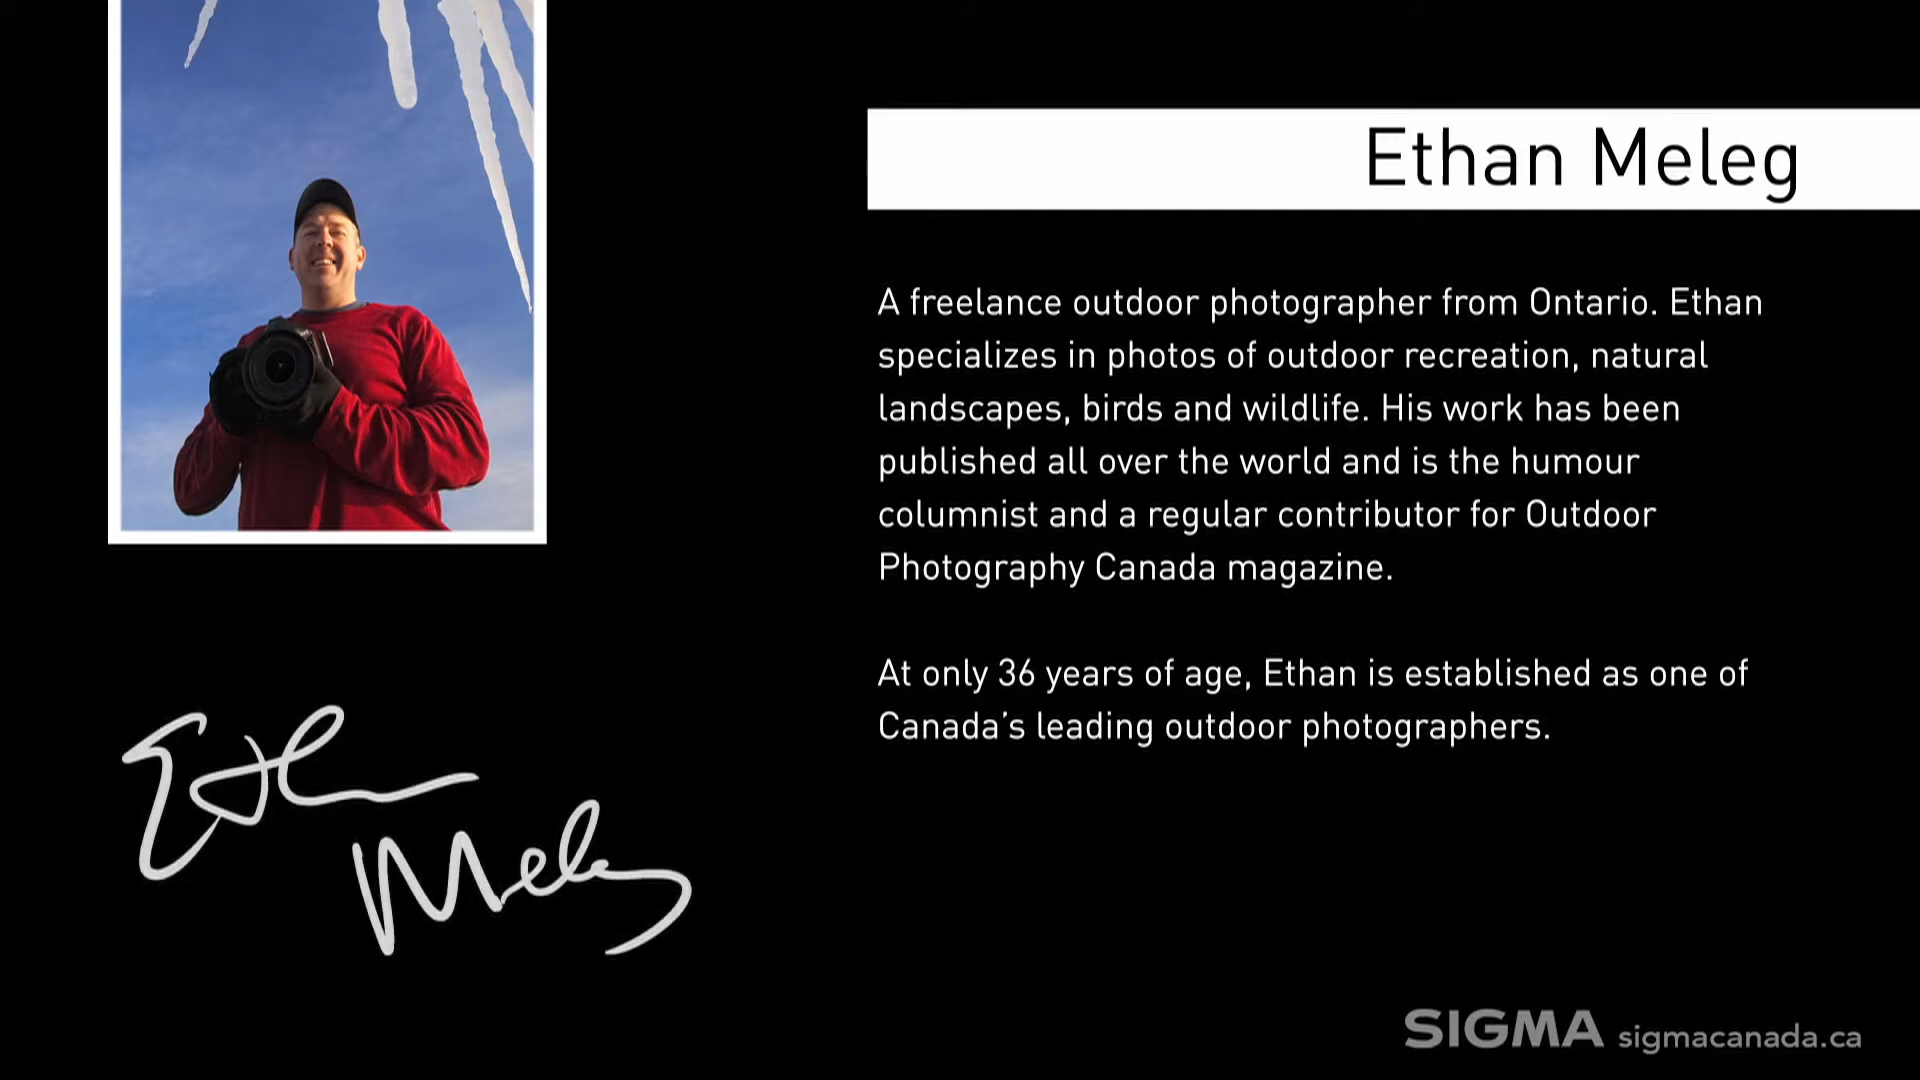 Ethan Meleg
A freelance outdoor photographer from Ontario. Ethan
specializes in photos of outdoor recreation, natural
landscapes, birds and wildlife. His work has been
published all over the world and is the humour
columnist and a regular contributor for Outdoor
Photography Canada magazine.
At only 36 years of age, Ethan is established as one of
Canada’s leading outdoor photographers.
Ethan
Meleg
SIGMA sigmacanada.ca